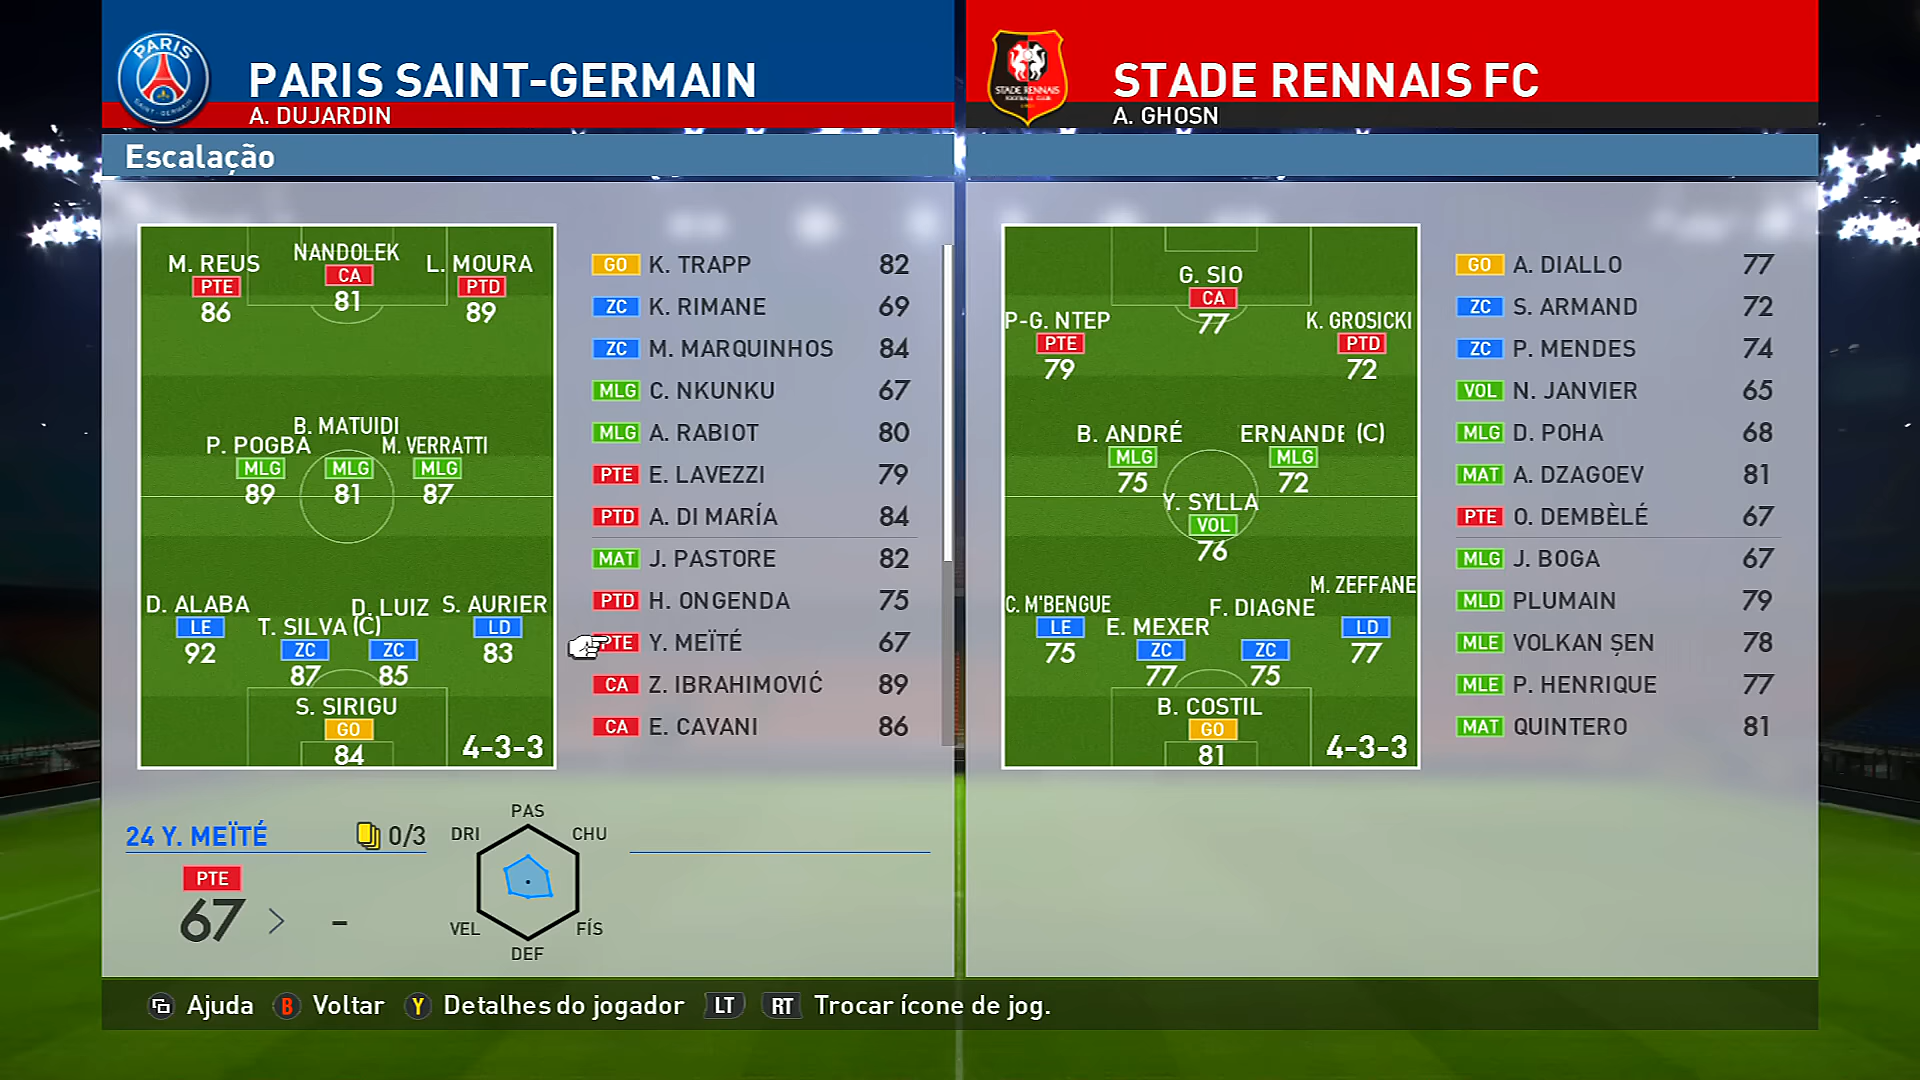 PARIS SAINT-GERMAIN
A. DUJARDIN
Escalação
M. REUS
PTE
86
NANDOLEK
CA
81
L. MOURA
PTD
89
B. MATUIDI
MLG
81
P. POGBA
MLG
89
M. VERRATTI
MLG
87
D. ALABA
LE
92
T. SILVA (C)
ZC
87
D. LUIZ
ZC
85
S. AURIER
LD
83
S. SIRIGU
GO
84
4-3-3
GO K. TRAPP 82
ZC K. RIMANE 69
ZC M. MARQUINHOS 84
MLG C. NKUNKU 67
MLG A. RABIOT 80
PTE E. LAVEZZI 79
PTD A. DI MARÍA 84
MAT J. PASTORE 82
PTD H. ONGENDA 75
PTE Y. MEÏTÉ 67
CA Z. IBRAHIMOVIĆ 89
CA E. CAVANI 86
24 Y. MEÏTÉ 0/3
PTE
67 > -
PAS
DRI CHU
VEL FÍS
DEF
STADE RENNAIS FC
A. GHOSN
G. SIO
CA
77
P-G. NTEP
PTE
79
K. GROSICKI
PTD
72
B. ANDRÉ
MLG
75
ERNANDE (C)
MLG
72
Y. SYLLA
VOL
76
C. M'BENGUE
LE
75
E. MEXER
ZC
77
F. DIAGNE
ZC
75
M. ZEFFANE
LD
77
B. COSTIL
GO
81
4-3-3
GO A. DIALLO 77
ZC S. ARMAND 72
ZC P. MENDES 74
VOL N. JANVIER 65
MLG D. POHA 68
MAT A. DZAGOEV 81
PTE O. DEMBÈLÉ 67
MLG J. BOGA 67
MLD PLUMAIN 79
MLE VOLKAN ŞEN 78
MLE P. HENRIQUE 77
MAT QUINTERO 81
Ajuda B Voltar Y Detalhes do jogador LT RT Trocar ícone de jog.
PARIS
SAINT-GERMAIN
STADE RENNAIS
FOOTBALL CLUB